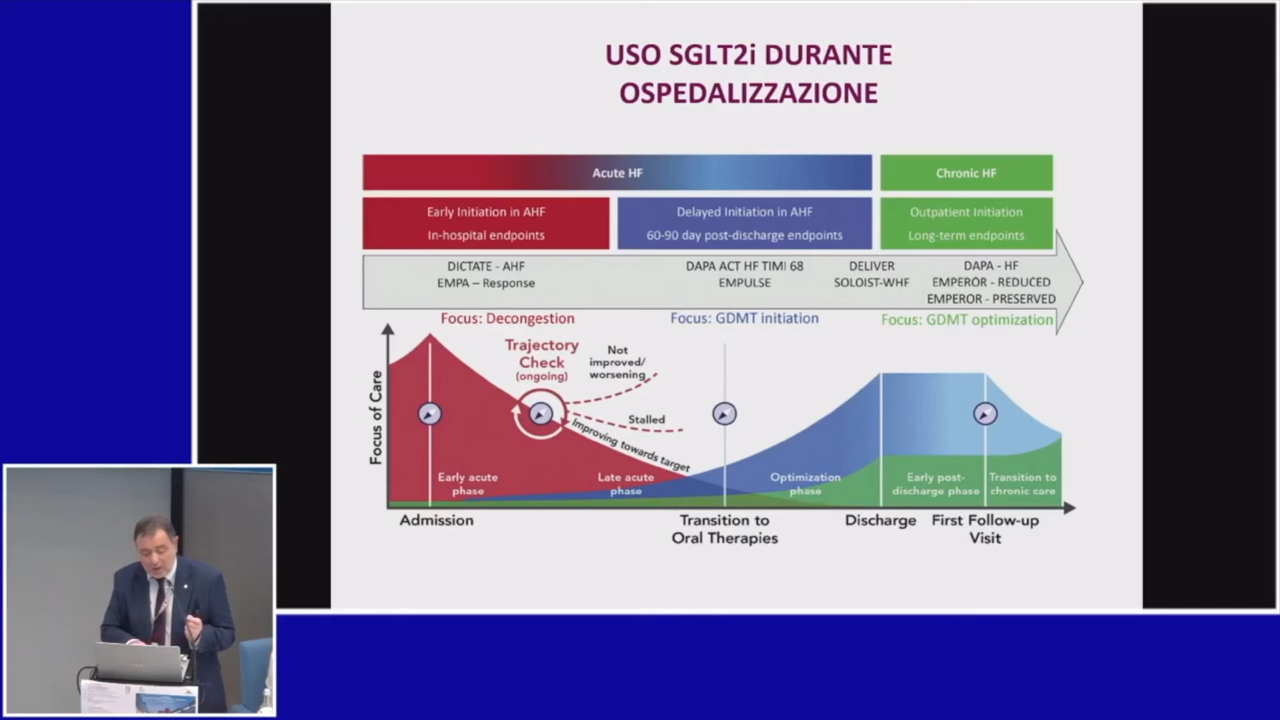 USO SGLT2i DURANTE
OSPEDALIZZAZIONE
Acute HF
Chronic HF
Early Initiation in AHF
In-hospital endpoints
Delayed Initiation in AHF
60-90 day post-discharge endpoints
Outpatient Initiation
Long-term endpoints
DICTATE - AHF
EMPA – Response
DAPA ACT HF TIMI 68
EMPULSE
DELIVER
SOLOIST-WHF
DAPA - HF
EMPEROR - REDUCED
EMPEROR - PRESERVED
Focus: Decongestion
Focus: GDMT initiation
Focus: GDMT optimization
Focus of Care
Trajectory
Check
(ongoing)
Not
improved/
worsening
Stalled
Improving towards target
Early acute
phase
Late acute
phase
Optimization
phase
Early post-
discharge phase
Transition to
chronic care
Admission
Transition to
Oral Therapies
Discharge
First Follow-up
Visit